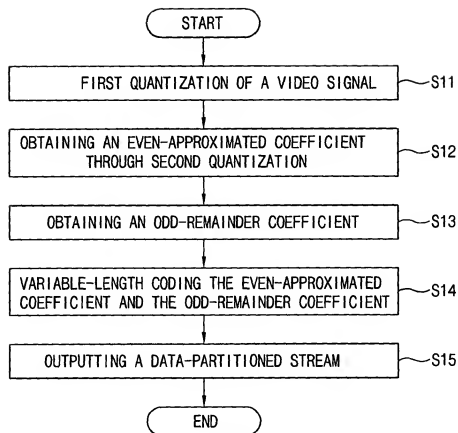 START
FIRST QUANTIZATION OF A VIDEO SIGNAL
S11
OBTAINING AN EVEN-APPROXIMATED COEFFICIENT
THROUGH SECOND QUANTIZATION
S12
OBTAINING AN ODD-REMAINDER COEFFICIENT
S13
VARIABLE-LENGTH CODING THE EVEN-APPROXIMATED
COEFFICIENT AND THE ODD-REMAINDER COEFFICIENT
S14
OUTPUTTING A DATA-PARTITIONED STREAM
S15
END